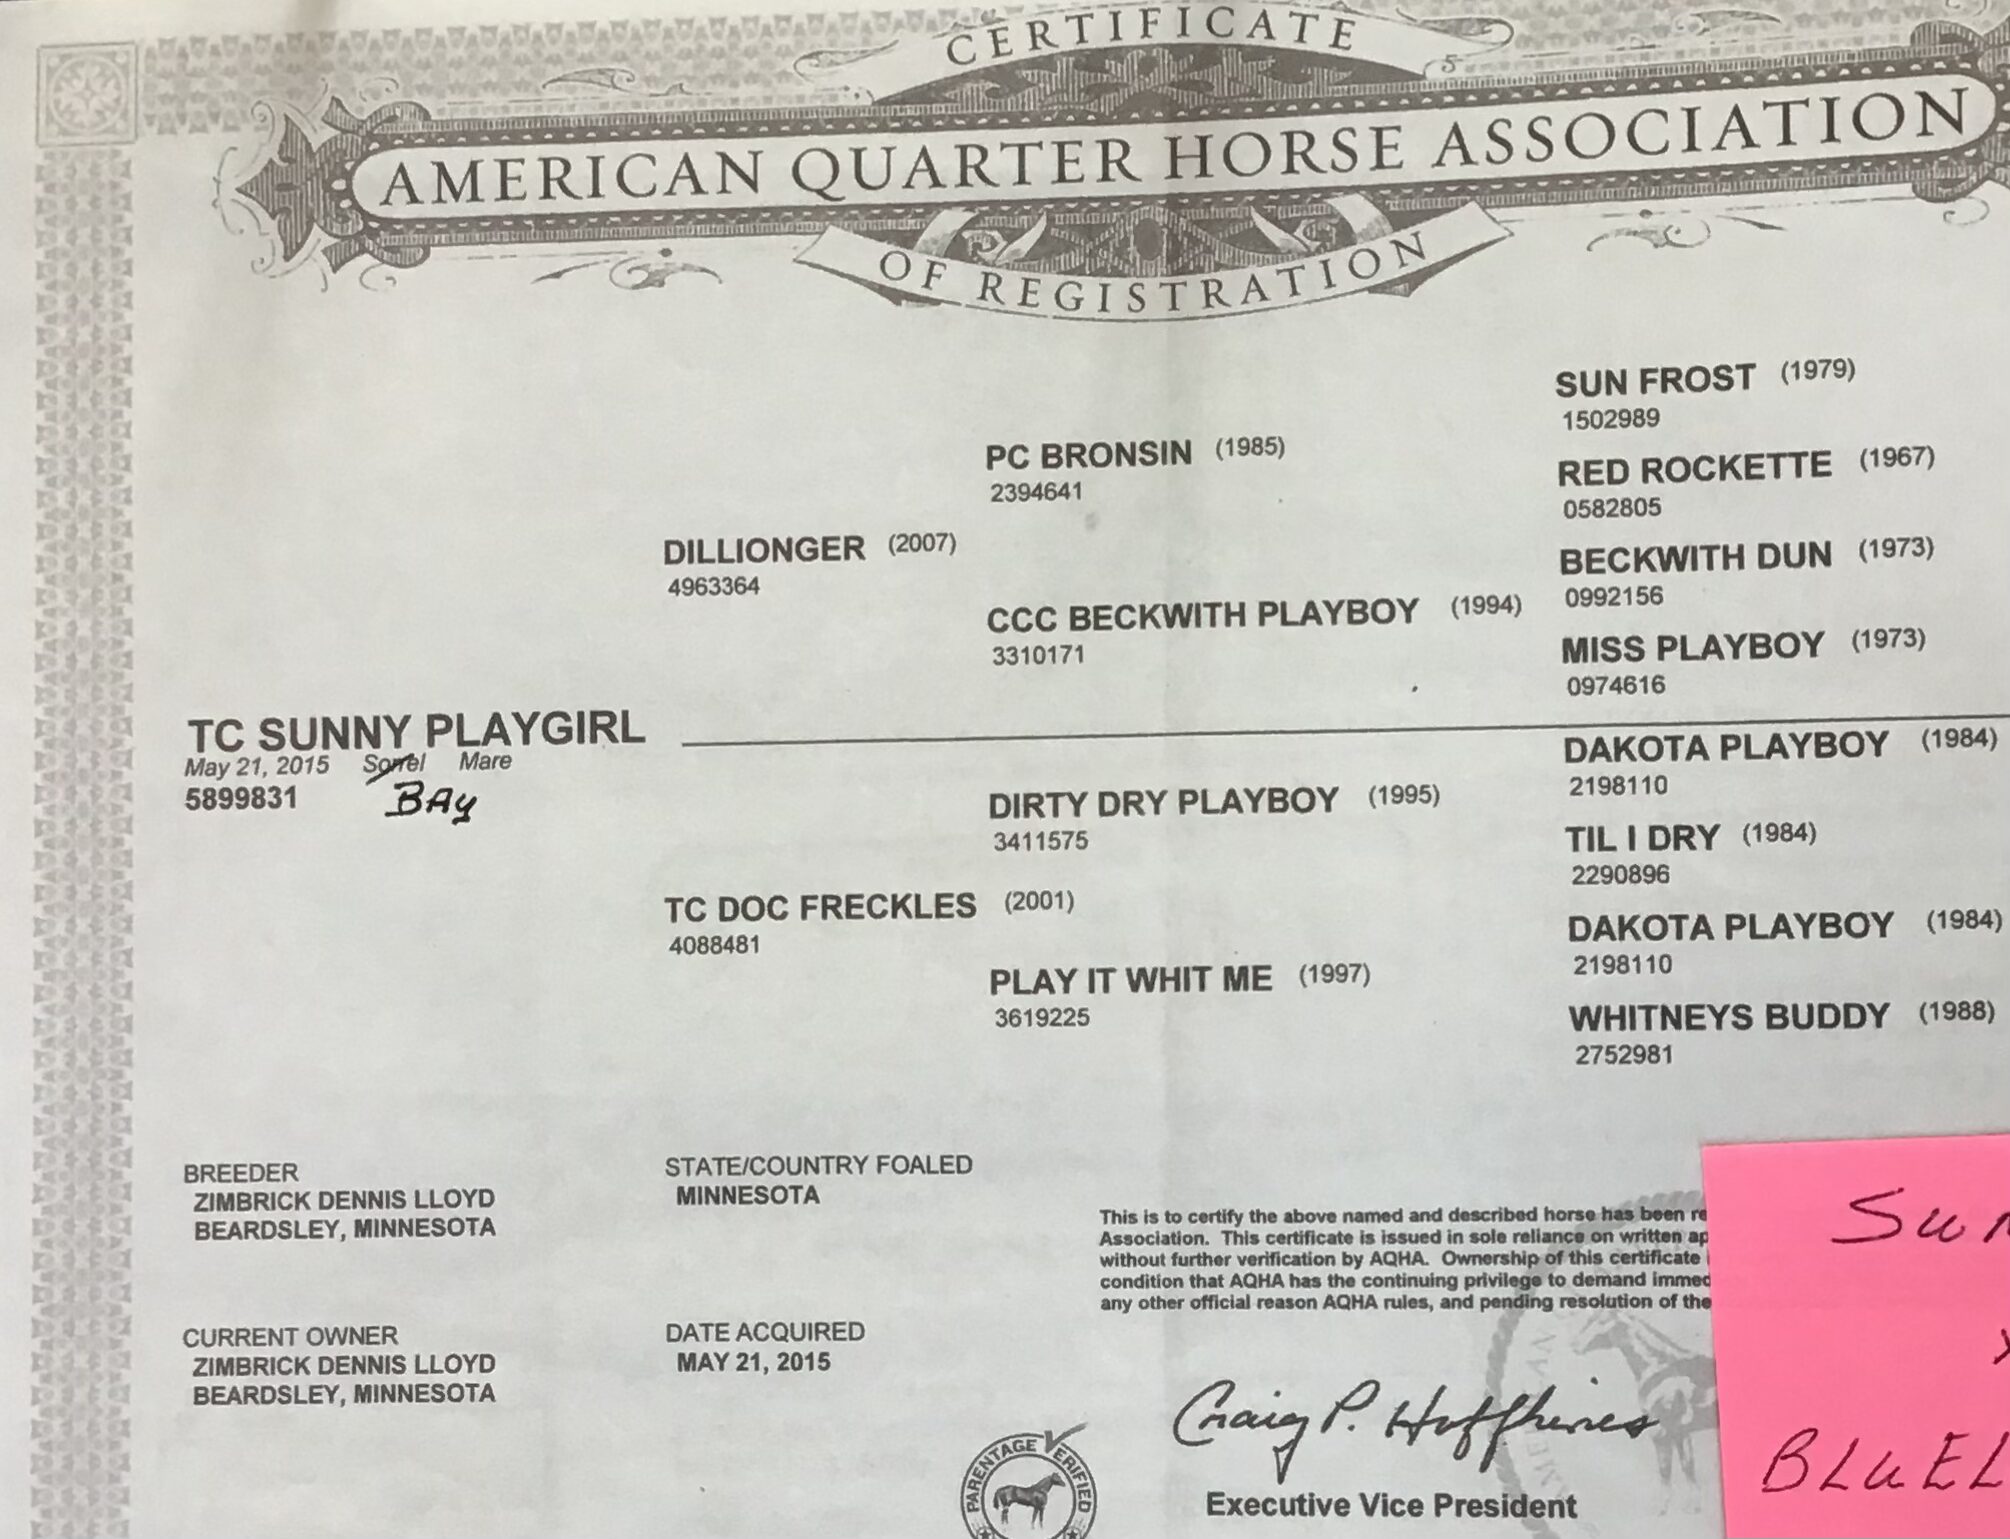 CERTIFICATE
AMERICAN QUARTER HORSE ASSOCIATION
OF REGISTRATION
SUN FROST (1979)
1502989
PC BRONSIN (1985)
2394641
RED ROCKETTE (1967)
0582805
DILLIONGER (2007)
4963364
BECKWITH DUN (1973)
0992156
CCC BECKWITH PLAYBOY (1994)
3310171
MISS PLAYBOY (1973)
0974616
TC SUNNY PLAYGIRL
May 21, 2015 Sorrel Mare
5899831 BAy
DAKOTA PLAYBOY (1984)
2198110
DIRTY DRY PLAYBOY (1995)
3411575
TIL I DRY (1984)
2290896
TC DOC FRECKLES (2001)
4088481
DAKOTA PLAYBOY (1984)
2198110
PLAY IT WHIT ME (1997)
3619225
WHITNEYS BUDDY (1988)
2752981
BREEDER
ZIMBRICK DENNIS LLOYD
BEARDSLEY, MINNESOTA
STATE/COUNTRY FOALED
MINNESOTA
CURRENT OWNER
ZIMBRICK DENNIS LLOYD
BEARDSLEY, MINNESOTA
DATE ACQUIRED
MAY 21, 2015
This is to certify the above named and described horse has been re
Association. This certificate is issued in sole reliance on written ap
without further verification by AQHA. Ownership of this certificate
condition that AQHA has the continuing privilege to demand immed
any other official reason AQHA rules, and pending resolution of the
Craig P. Huffhines
Executive Vice President
PARENTAGE VERIFIED
SUN
BLUEL